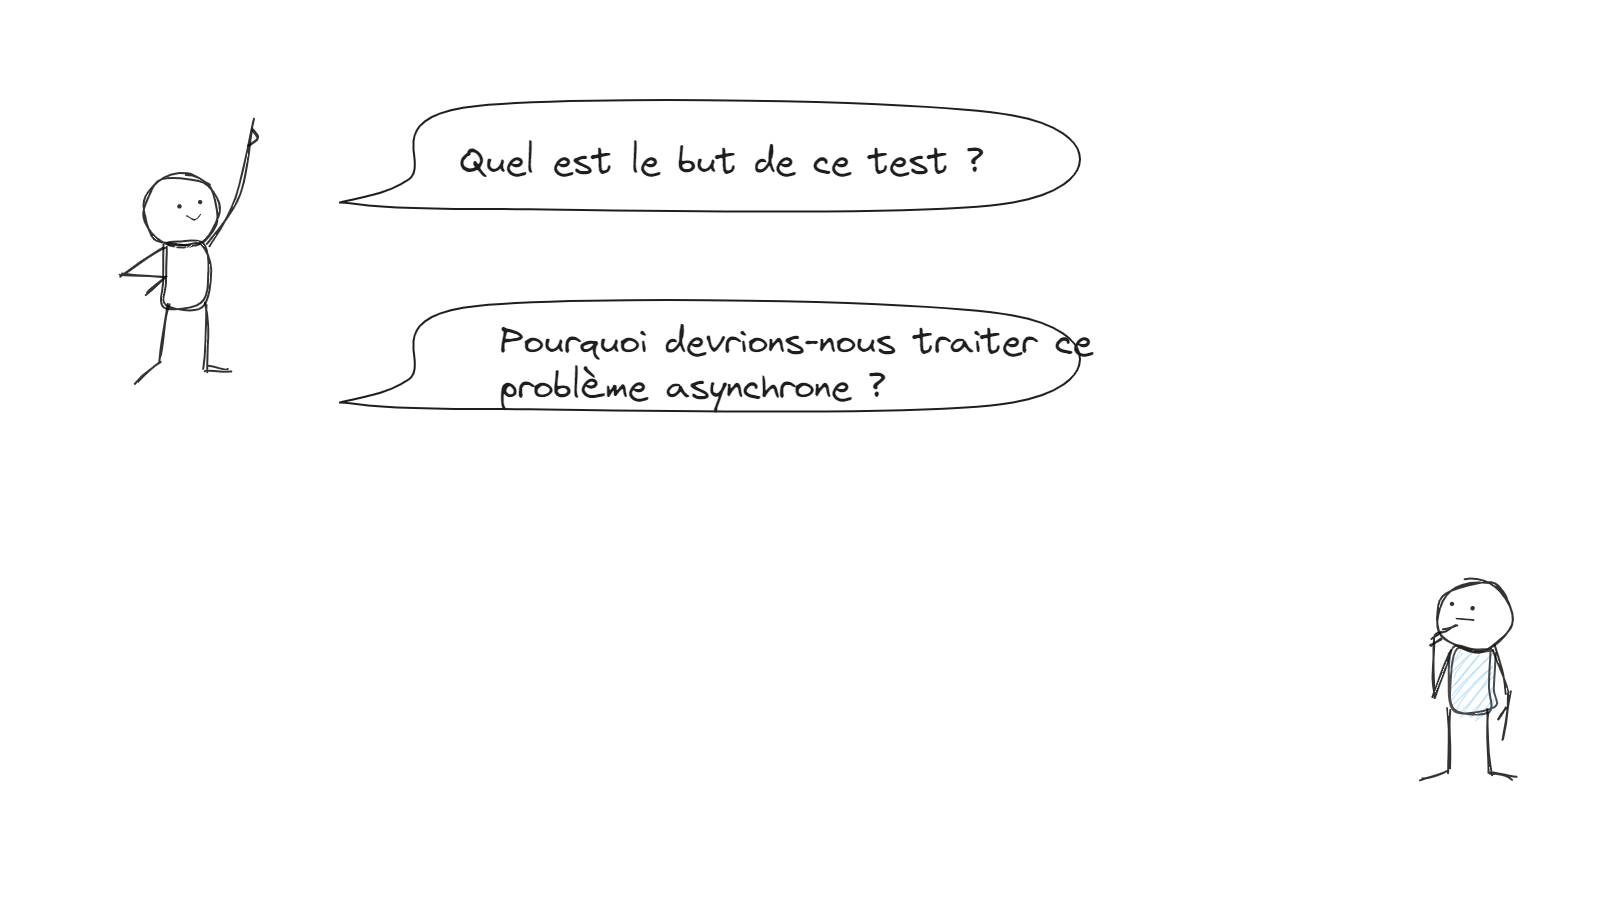 Quel est le but de ce test ?
Pourquoi devrions-nous traiter ce
problème asynchrone ?